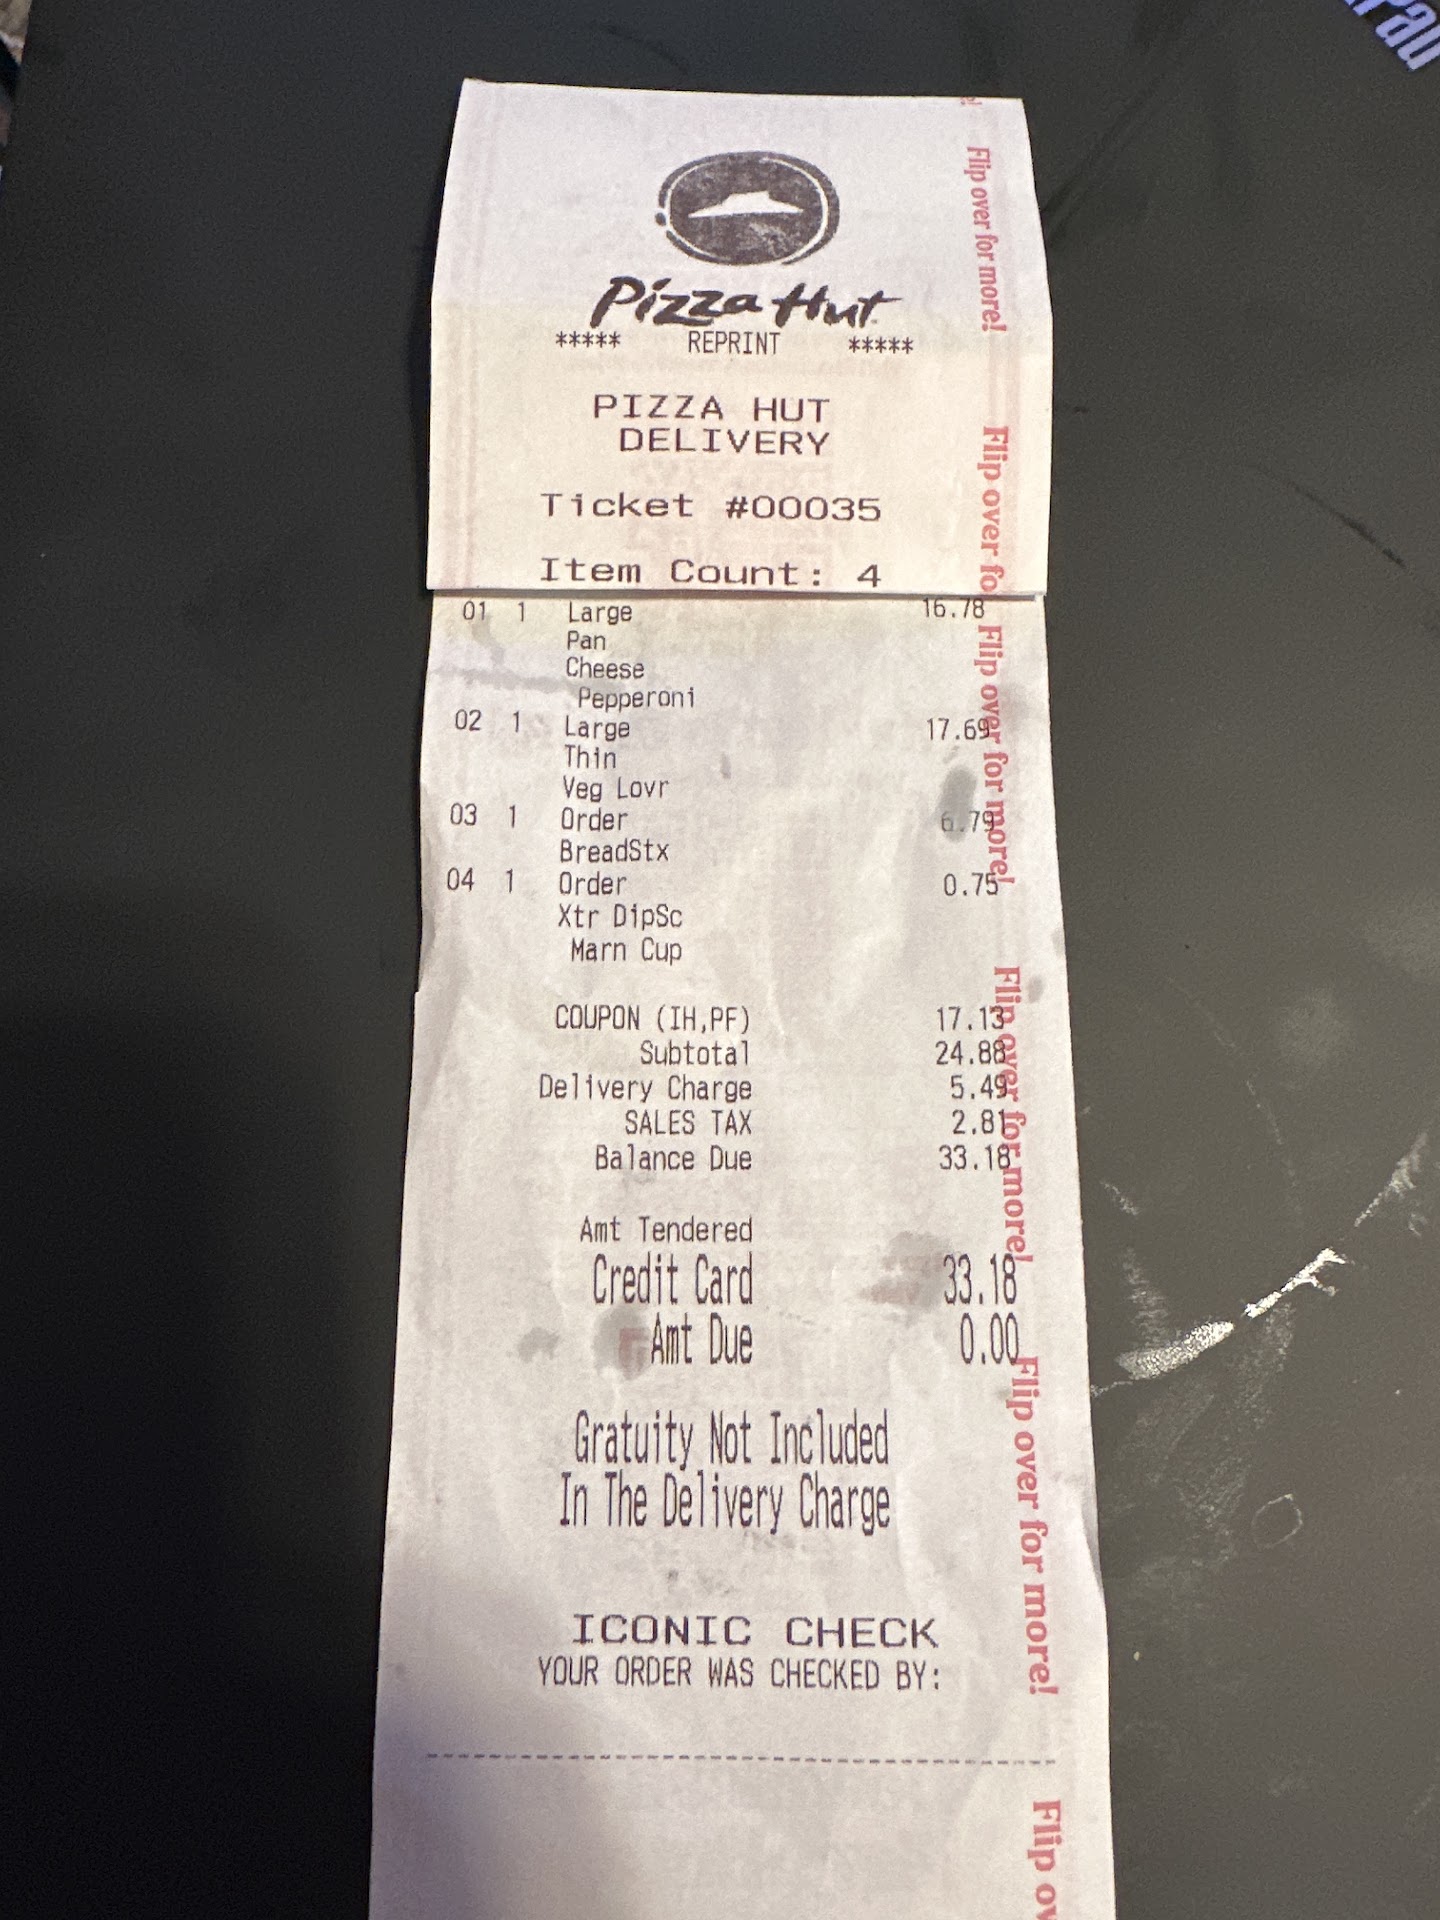 Pizza Hut
***** REPRINT *****
PIZZA HUT
DELIVERY
Ticket #00035
Item Count: 4
01 1 Large 16.78
Pan
Cheese
Pepperoni
02 1 Large 17.69
Thin
Veg Lovr
03 1 Order 6.79
BreadStx
04 1 Order 0.75
Xtr DipSc
Marn Cup
COUPON (IH,PF) 17.13
Subtotal 24.88
Delivery Charge 5.49
SALES TAX 2.81
Balance Due 33.18
Amt Tendered
Credit Card 33.18
Amt Due 0.00
Gratuity Not Included
In The Delivery Charge
ICONIC CHECK
YOUR ORDER WAS CHECKED BY:
Flip over for more!
Flip over fo
Flip over for more!
Flip over for more!
Flip over for more!
Flip ov